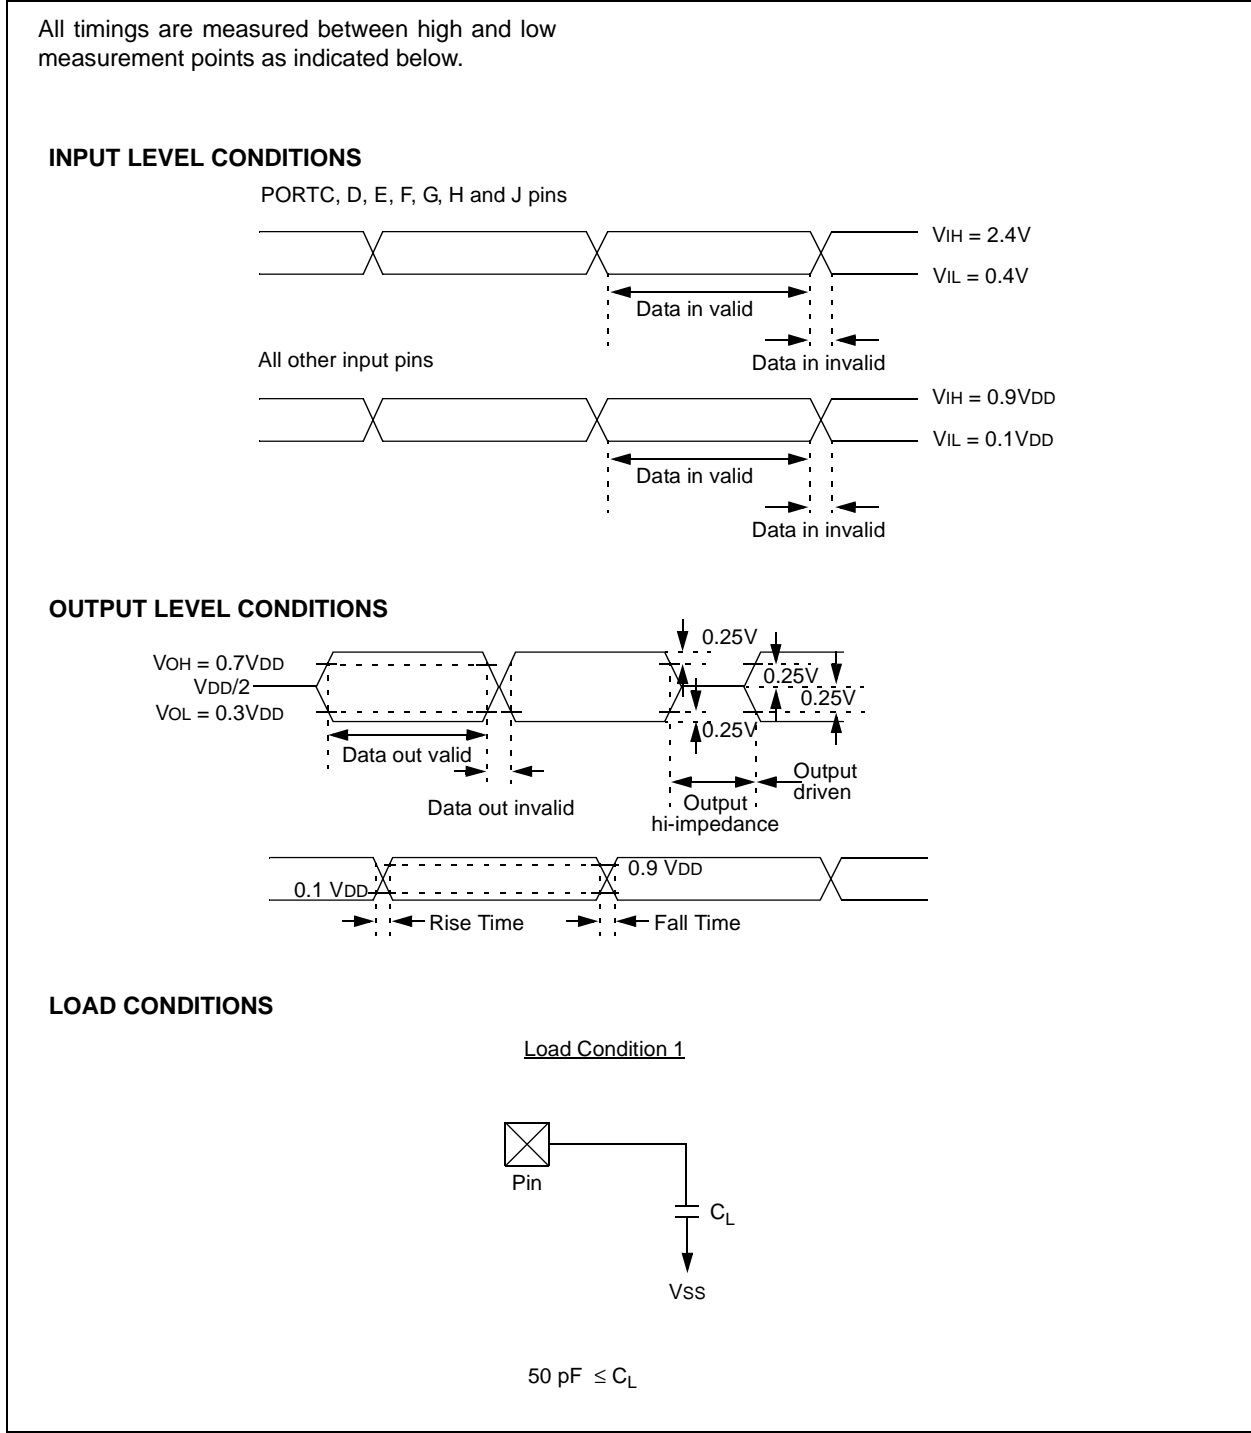 All timings are measured between high and low
measurement points as indicated below.
INPUT LEVEL CONDITIONS
PORTC, D, E, F, G, H and J pins
VIH = 2.4V
VIL = 0.4V
Data in valid
Data in invalid
All other input pins
VIH = 0.9VDD
VIL = 0.1VDD
Data in valid
Data in invalid
OUTPUT LEVEL CONDITIONS
0.25V
VOH = 0.7VDD
0.25V
VDD/2
0.25V
VOL = 0.3VDD
0.25V
Data out valid
Output
driven
Data out invalid
Output
hi-impedance
0.9 VDD
0.1 VDD
Rise Time
Fall Time
LOAD CONDITIONS
Load Condition 1
Pin
CL
VSS
50 pF ≤ CL